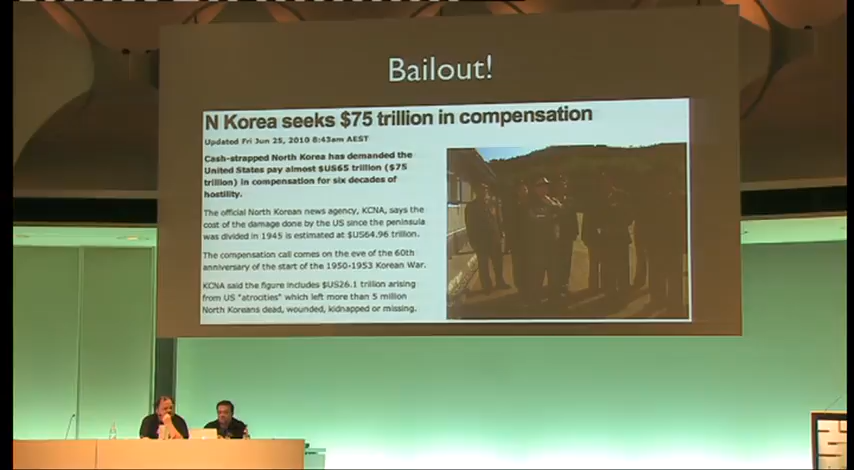 Bailout!
N Korea seeks $75 trillion in compensation
Updated Fri Jun 25, 2010 8:43am AEST
Cash-strapped North Korea has demanded the
United States pay almost $US65 trillion ($75
trillion) in compensation for six decades of
hostility.
The official North Korean news agency, KCNA, says the
cost of the damage done by the US since the peninsula
was divided in 1945 is estimated at $US64.96 trillion.
The compensation call comes on the eve of the 60th
anniversary of the start of the 1950-1953 Korean War.
KCNA said the figure includes $US26.1 trillion arising
from US "atrocities" which left more than 5 million
North Koreans dead, wounded, kidnapped or missing.